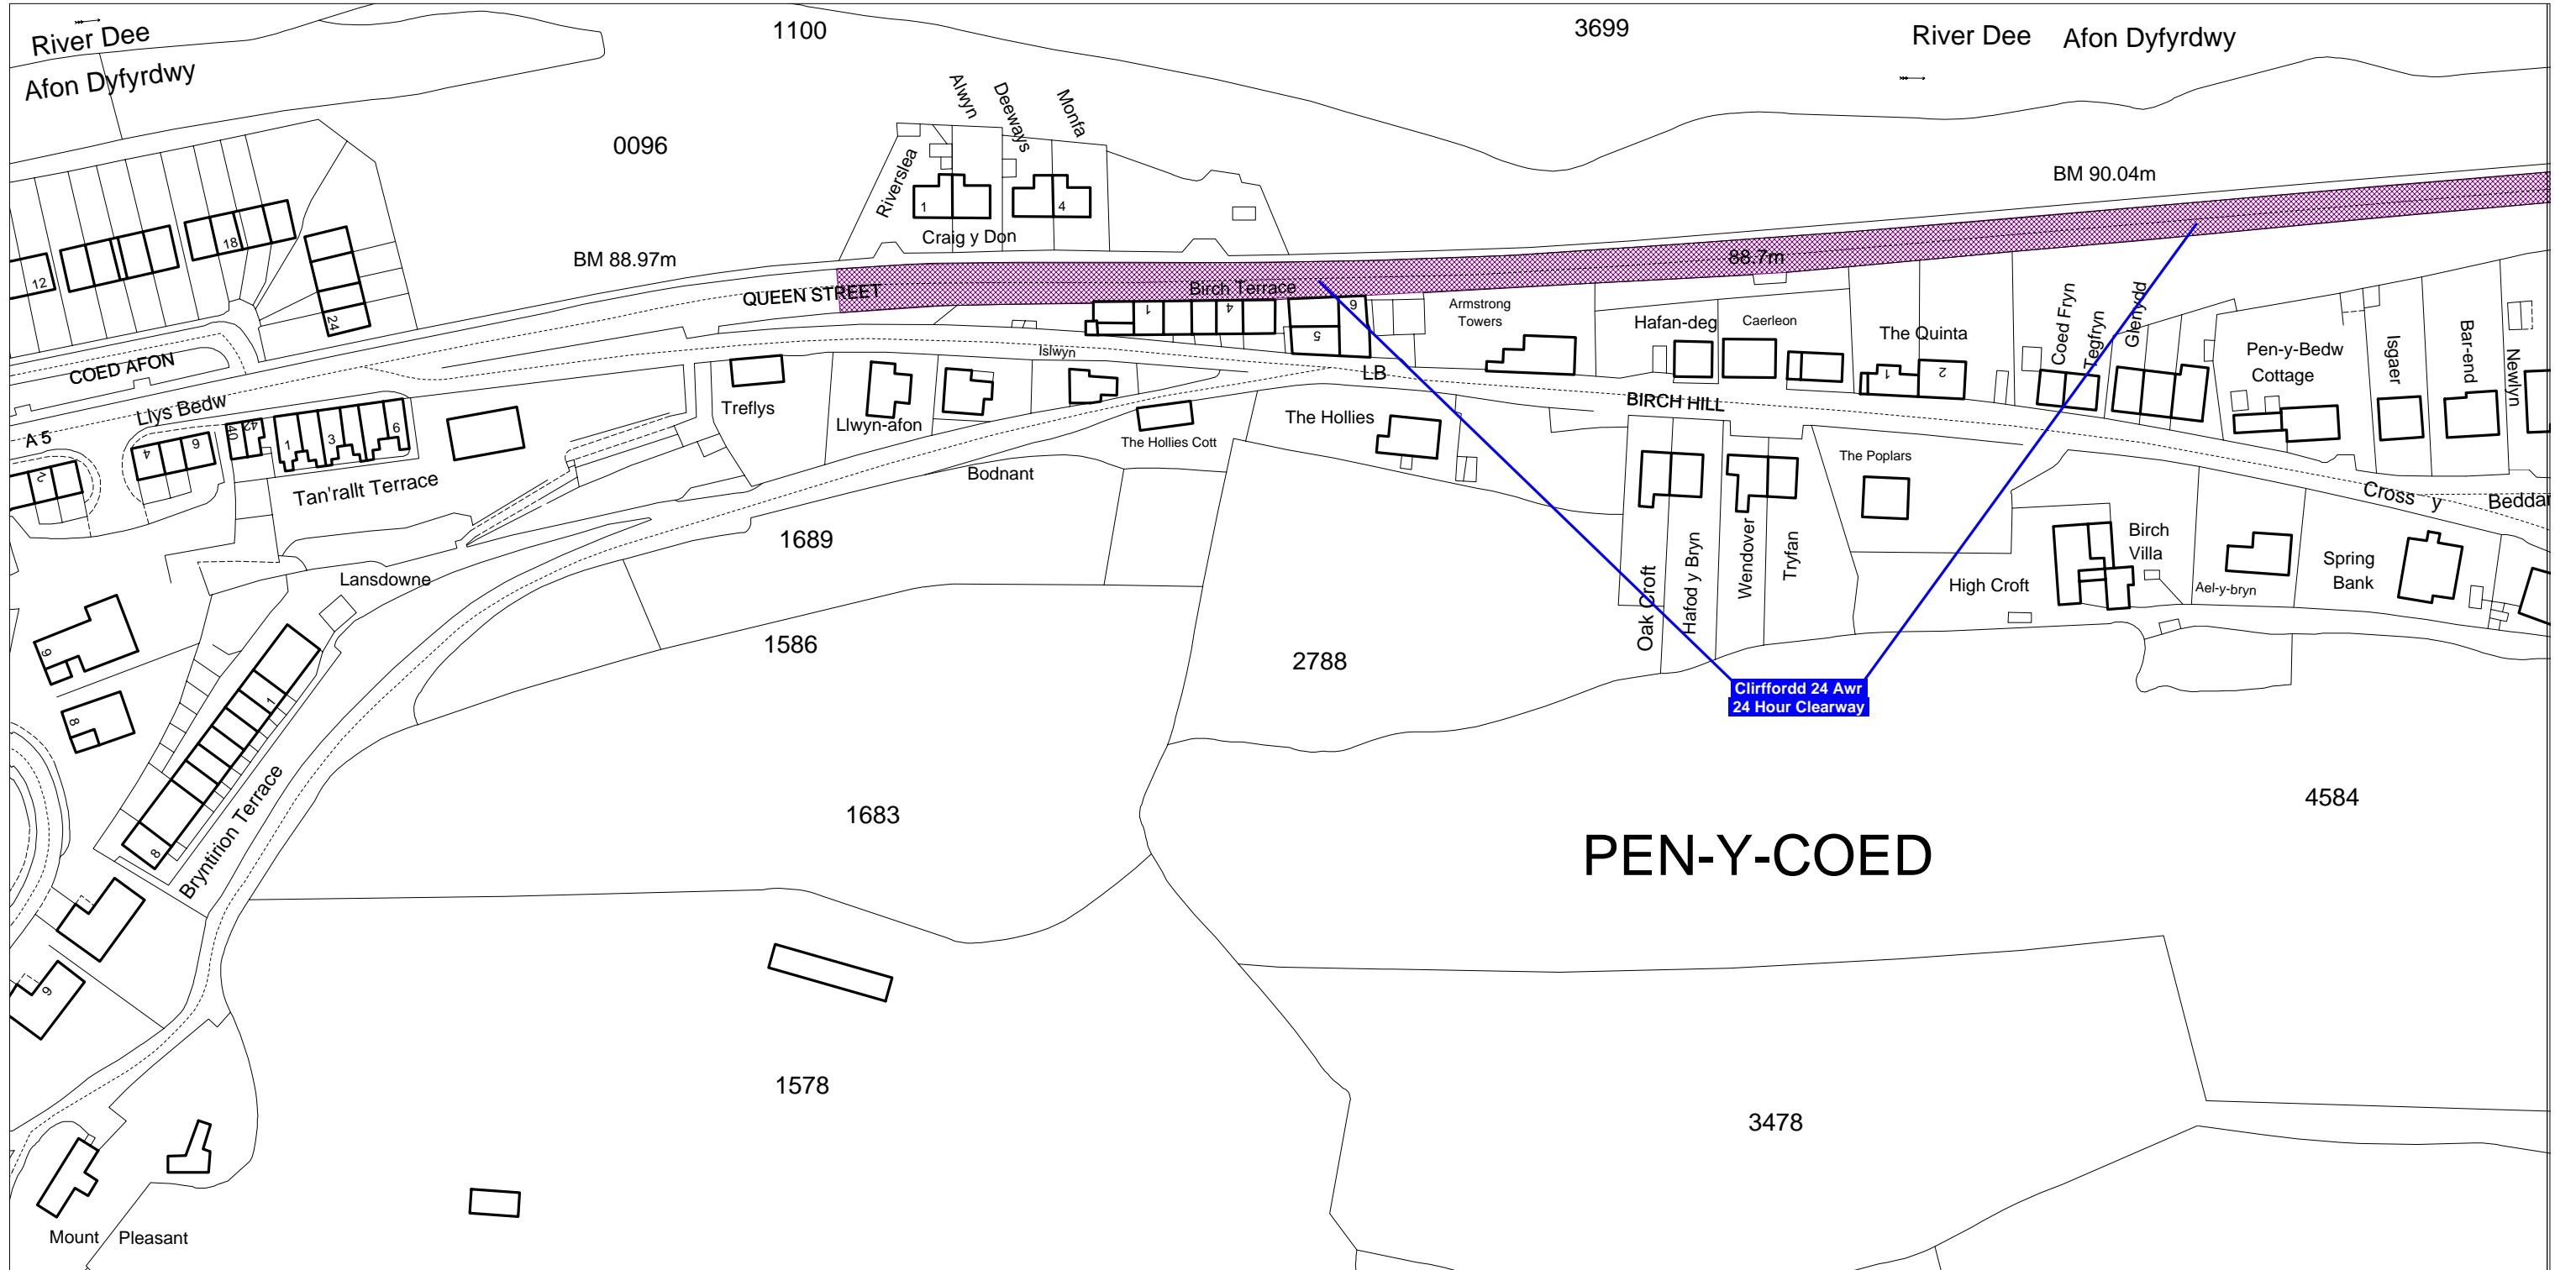 River Dee
Afon Dyfyrdwy
1100
3699
River Dee Afon Dyfyrdwy
0096
Alwyn
Deeways
Monfa
Riverslea
1
4
Craig y Don
BM 90.04m
BM 88.97m
88.7m
12
18
24
QUEEN STREET
Birch Terrace
1
4
6
5
Armstrong
Towers
Hafan-deg
Caerleon
The Quinta
1
2
Coed Fryn
Tegfryn
Glenydd
Pen-y-Bedw
Cottage
Isgaer
Bar-end
Newlyn
COED AFON
Llys Bedw
A 5
2
4
6
40
42
1
3
9
Tan'rallt Terrace
Treflys
Llwyn-afon
Islwyn
LB
BIRCH HILL
The Hollies Cott
The Hollies
Bodnant
The Poplars
Cross y Beddau
Oak Croft
Hafod y Bryn
Wendover
Tryfan
High Croft
Birch
Villa
Ael-y-bryn
Spring
Bank
Lansdowne
1689
1586
2788
9
8
1
8
Bryntirion Terrace
Clirffordd 24 Awr
24 Hour Clearway
1683
4584
PEN-Y-COED
9
1578
3478
Mount Pleasant